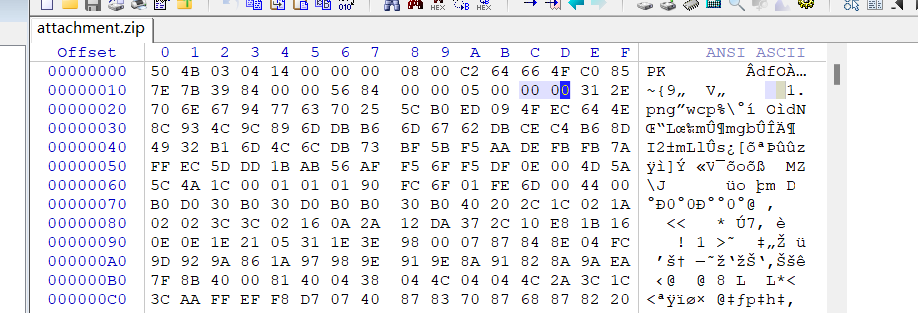 attachment.zip
Offset 0 1 2 3 4 5 6 7 8 9 A B C D E F ANSI ASCII
00000000 50 4B 03 04 14 00 00 00 08 00 C2 64 66 4F C0 85 PK ÂdfOÀ…
00000010 7E 7B 39 84 00 00 56 84 00 00 05 00 00 00 31 2E ~{9„ V„ 1.
00000020 70 6E 67 94 77 63 70 25 5C B0 ED 09 4F EC 64 4E png”wcp%\°í OìdN
00000030 8C 93 4C 9C 89 6D DB B6 6D 67 62 DB CE C4 B6 8D Œ“Lœ‰mÛ¶mgbÛÎĶ
00000040 49 32 B1 6D 4C 6C DB 73 BF 5B F5 AA DE FB FB 7A I2±mLlÛs¿[õªÞûûz
00000050 FF EC 5D DD 1B AB 56 AF F5 6F F5 DF 0E 00 4D 5A ÿì]Ý «V¯õoõß MZ
00000060 5C 4A 1C 00 01 01 01 90 FC 6F 01 FE 6D 00 44 00 \J üo þm D
00000070 B0 D0 30 B0 30 D0 B0 B0 30 B0 40 20 2C 1C 02 1A °Ð0°0а°0°@ ,
00000080 02 02 3C 3C 02 16 0A 2A 12 DA 37 2C 10 E8 1B 16 << * Ú7, è
00000090 0E 0E 1E 21 05 31 1E 3E 98 00 07 87 84 8E 04 FC ! 1 >˜ ‡„Ž ü
000000A0 9D 92 9A 86 1A 97 98 9E 91 9E 8A 91 82 8A 9A EA ’š† —˜ž‘žŠ‘‚Ššê
000000B0 7F 8B 40 00 81 40 04 38 04 4C 04 04 4C 2A 3C 1C ‹@ @ 8 L L*<
000000C0 3C AA FF EF F8 D7 07 40 87 83 70 87 68 87 82 20 <ªÿïø× @‡ƒp‡h‡‚